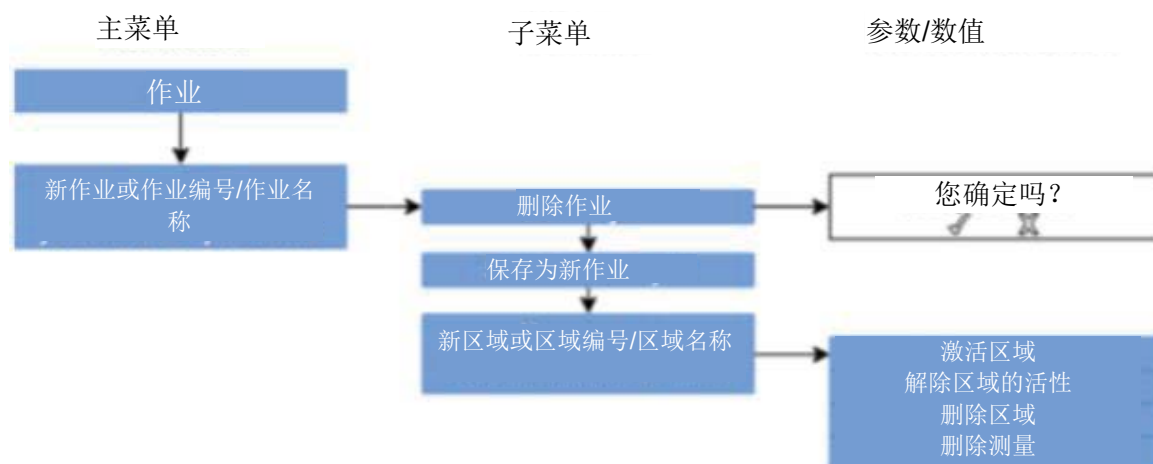 主菜单
子菜单
参数/数值
作业
新作业或作业编号/作业名
称
删除作业
您确定吗？
保存为新作业
新区域或区域编号/区域名称
激活区域
解除区域的活性
删除区域
删除测量